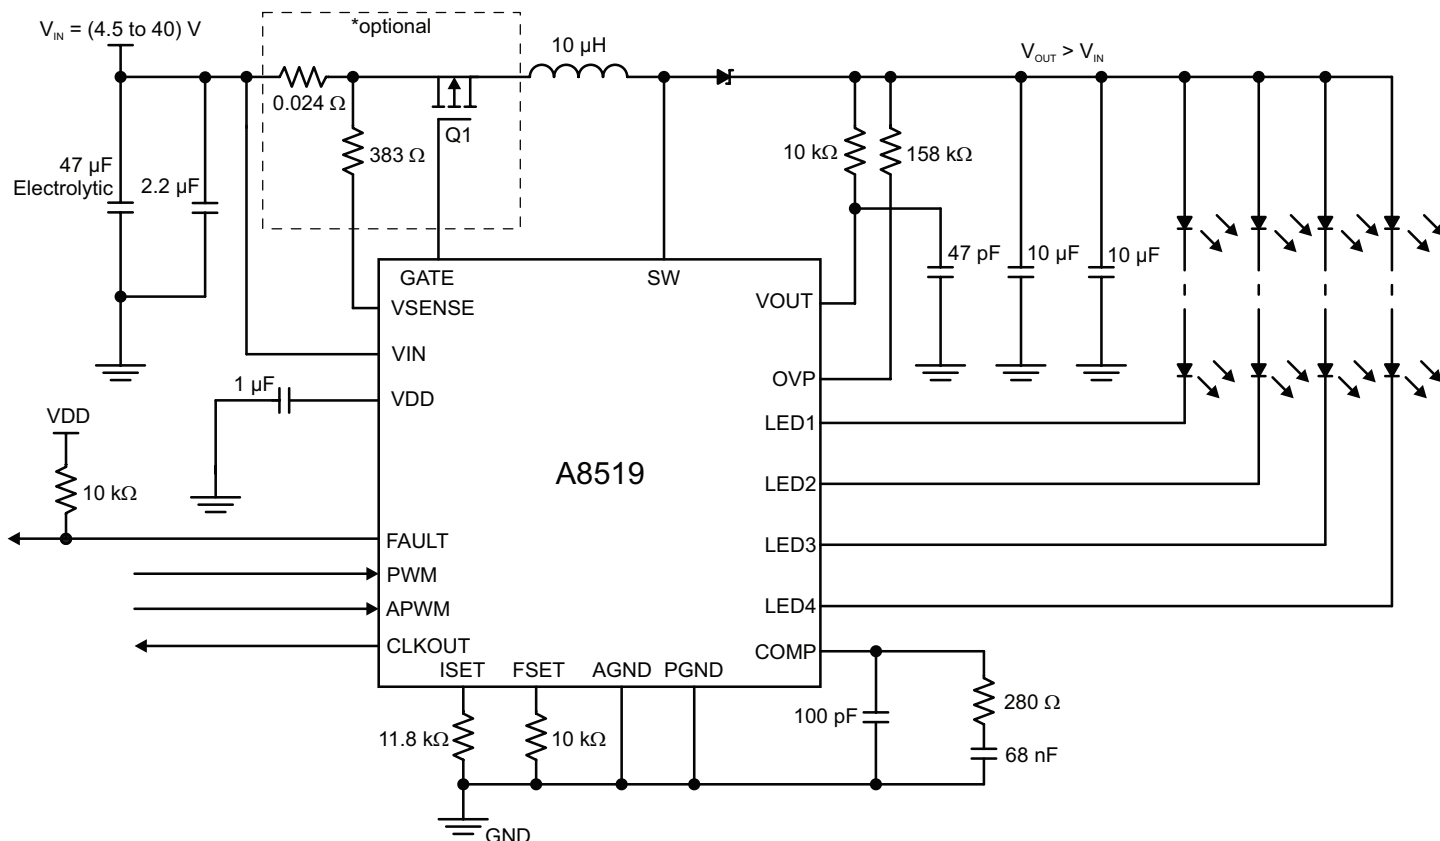 V_IN = (4.5 to 40) V
*optional
10 µH
V_OUT > V_IN
0.024 Ω
Q1
383 Ω
10 kΩ
158 kΩ
47 µF
Electrolytic
2.2 µF
47 pF
10 µF
10 µF
GATE
SW
VSENSE
VOUT
VIN
OVP
1 µF
VDD
VDD
LED1
10 kΩ
A8519
LED2
FAULT
LED3
PWM
APWM
LED4
CLKOUT
COMP
ISET
FSET
AGND
PGND
11.8 kΩ
10 kΩ
100 pF
280 Ω
68 nF
GND